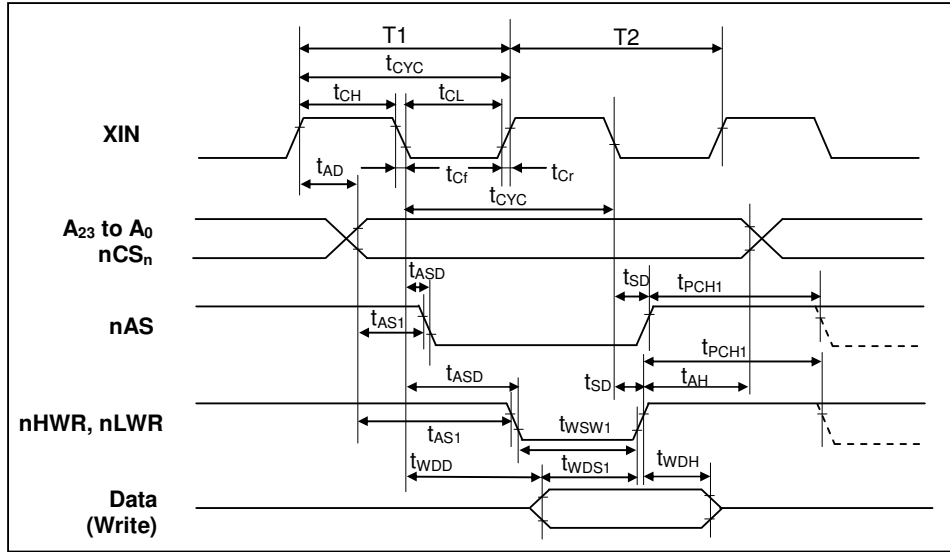 T1 T2
tCYC
tCH tCL
XIN
tAD tCf tCr
tCYC
A23 to A0
nCSn
tASD tSD tPCH1
nAS
tAS1
tPCH1
tASD tSD tAH
nHWR, nLWR
tAS1 tWSW1
tWDD tWDS1 tWDH
Data
(Write)